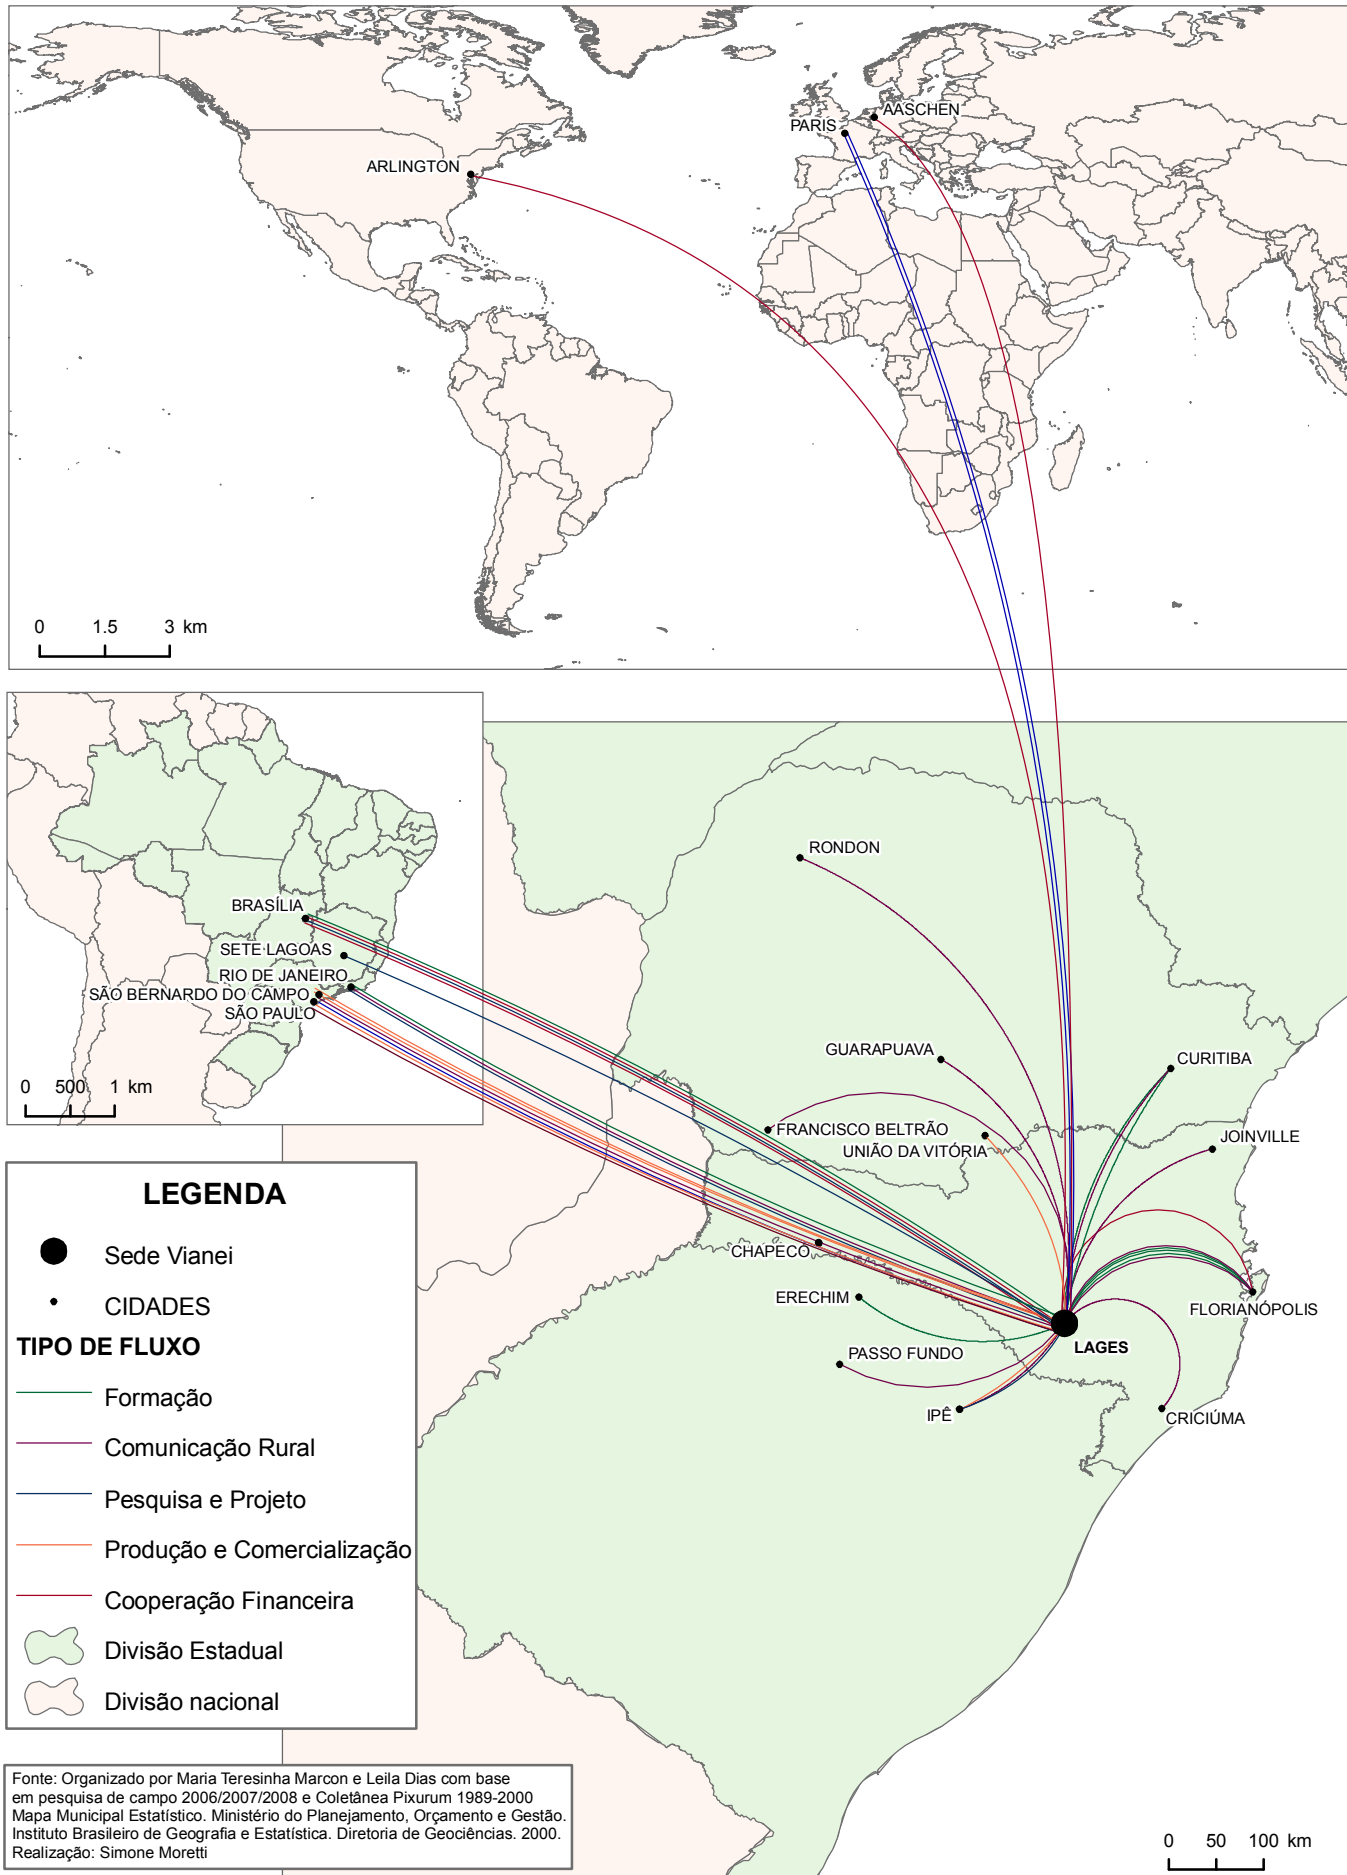 AASCHEN
PARIS
ARLINGTON
0 1.5 3 km
RONDON
BRASÍLIA
SETE LAGOAS
RIO DE JANEIRO
SÃO BERNARDO DO CAMPO
SÃO PAULO
0 500 1 km
GUARAPUAVA
CURITIBA
FRANCISCO BELTRÃO
UNIÃO DA VITÓRIA
JOINVILLE
CHAPECÓ
ERECHIM
FLORIANÓPOLIS
LAGES
PASSO FUNDO
IPÊ
CRICIÚMA
LEGENDA
Sede Vianei
CIDADES
TIPO DE FLUXO
Formação
Comunicação Rural
Pesquisa e Projeto
Produção e Comercialização
Cooperação Financeira
Divisão Estadual
Divisão nacional
Fonte: Organizado por Maria Teresinha Marcon e Leila Dias com base
em pesquisa de campo 2006/2007/2008 e Coletânea Pixurum 1989-2000
Mapa Municipal Estatístico. Ministério do Planejamento, Orçamento e Gestão.
Instituto Brasileiro de Geografia e Estatística. Diretoria de Geociências. 2000.
Realização: Simone Moretti
0 50 100 km